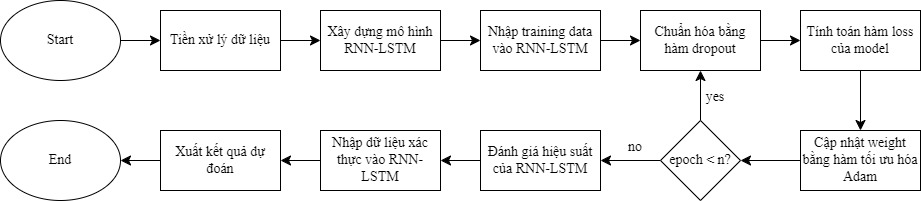 Start
Tiền xử lý dữ liệu
Xây dựng mô hình
RNN-LSTM
Nhập training data
vào RNN-LSTM
Chuẩn hóa bằng
hàm dropout
Tính toán hàm loss
của model
yes
End
Xuất kết quả dự
đoán
Nhập dữ liệu xác
thực vào RNN-
LSTM
Đánh giá hiệu suất
của RNN-LSTM
no
epoch < n?
Cập nhật weight
bằng hàm tối ưu hóa
Adam